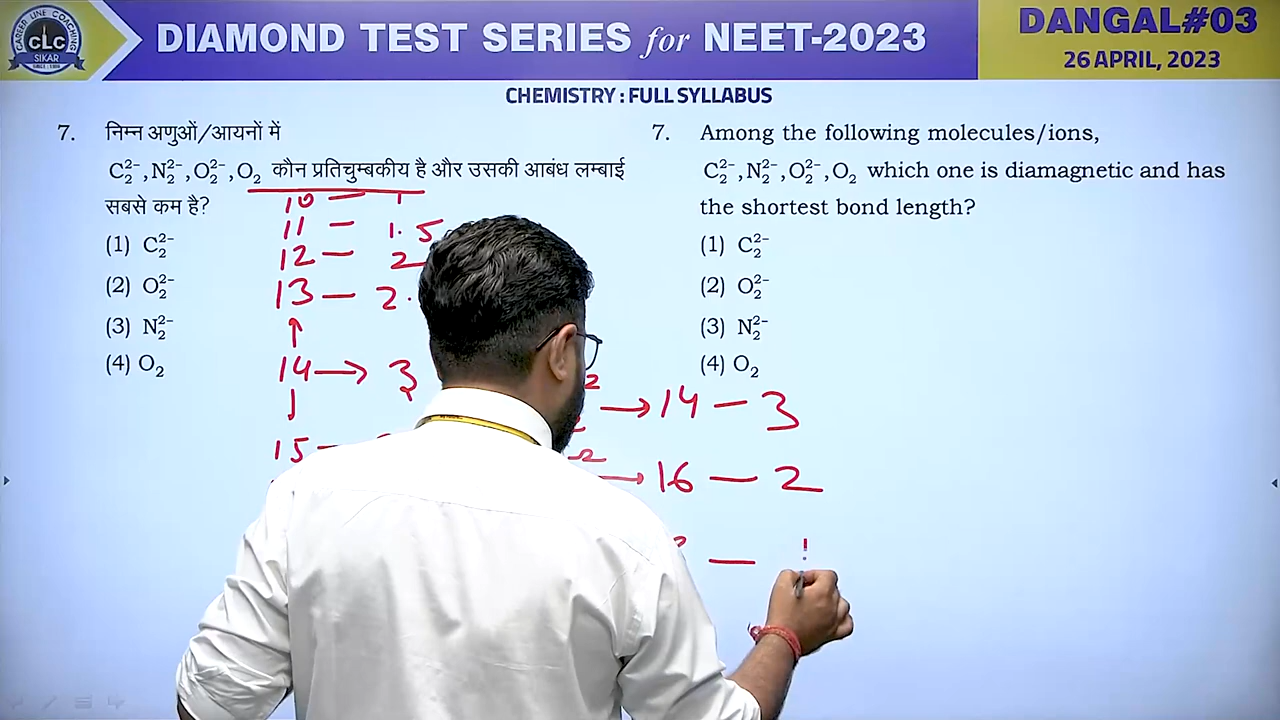 CAREER LINE COACHING
CLC
SIKAR
DIAMOND TEST SERIES for NEET-2023
DANGAL#03
26 APRIL, 2023
CHEMISTRY : FULL SYLLABUS
7. निम्न अणुओं/आयनों में
C₂²⁻, N₂²⁻, O₂²⁻, O₂ कौन प्रतिचुम्बकीय है और उसकी आबंध लम्बाई
सबसे कम है?
(1) C₂²⁻
(2) O₂²⁻
(3) N₂²⁻
(4) O₂
7. Among the following molecules/ions,
C₂²⁻, N₂²⁻, O₂²⁻, O₂ which one is diamagnetic and has
the shortest bond length?
(1) C₂²⁻
(2) O₂²⁻
(3) N₂²⁻
(4) O₂
10 — 1
11 — 1.5
12 — 2
13 — 2.
↑
14 → 3
↓
15 —
→ 14 — 3
→ 16 — 2